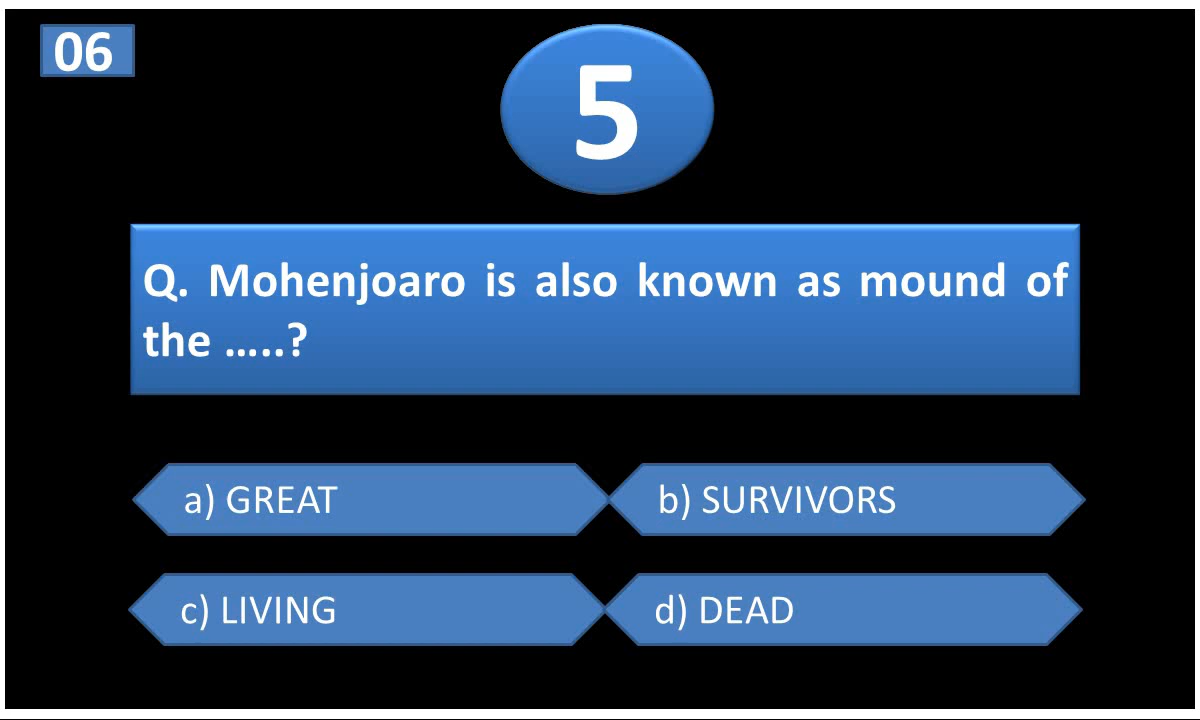 06
5
Q. Mohenjoaro is also known as mound of
the …..?
a) GREAT
b) SURVIVORS
c) LIVING
d) DEAD